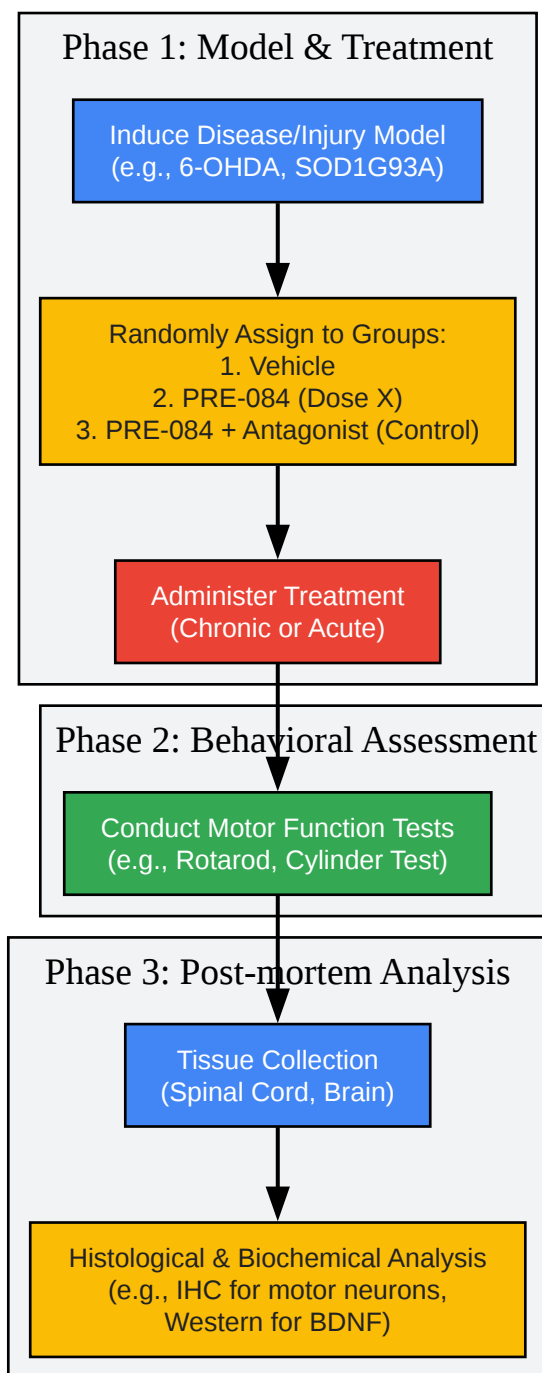 Phase 1: Model & Treatment
Induce Disease/Injury Model
(e.g., 6-OHDA, SOD1G93A)
Randomly Assign to Groups:
1. Vehicle
2. PRE-084 (Dose X)
3. PRE-084 + Antagonist (Control)
Administer Treatment
(Chronic or Acute)
Phase 2: Behavioral Assessment
Conduct Motor Function Tests
(e.g., Rotarod, Cylinder Test)
Phase 3: Post-mortem Analysis
Tissue Collection
(Spinal Cord, Brain)
Histological & Biochemical Analysis
(e.g., IHC for motor neurons,
Western for BDNF)